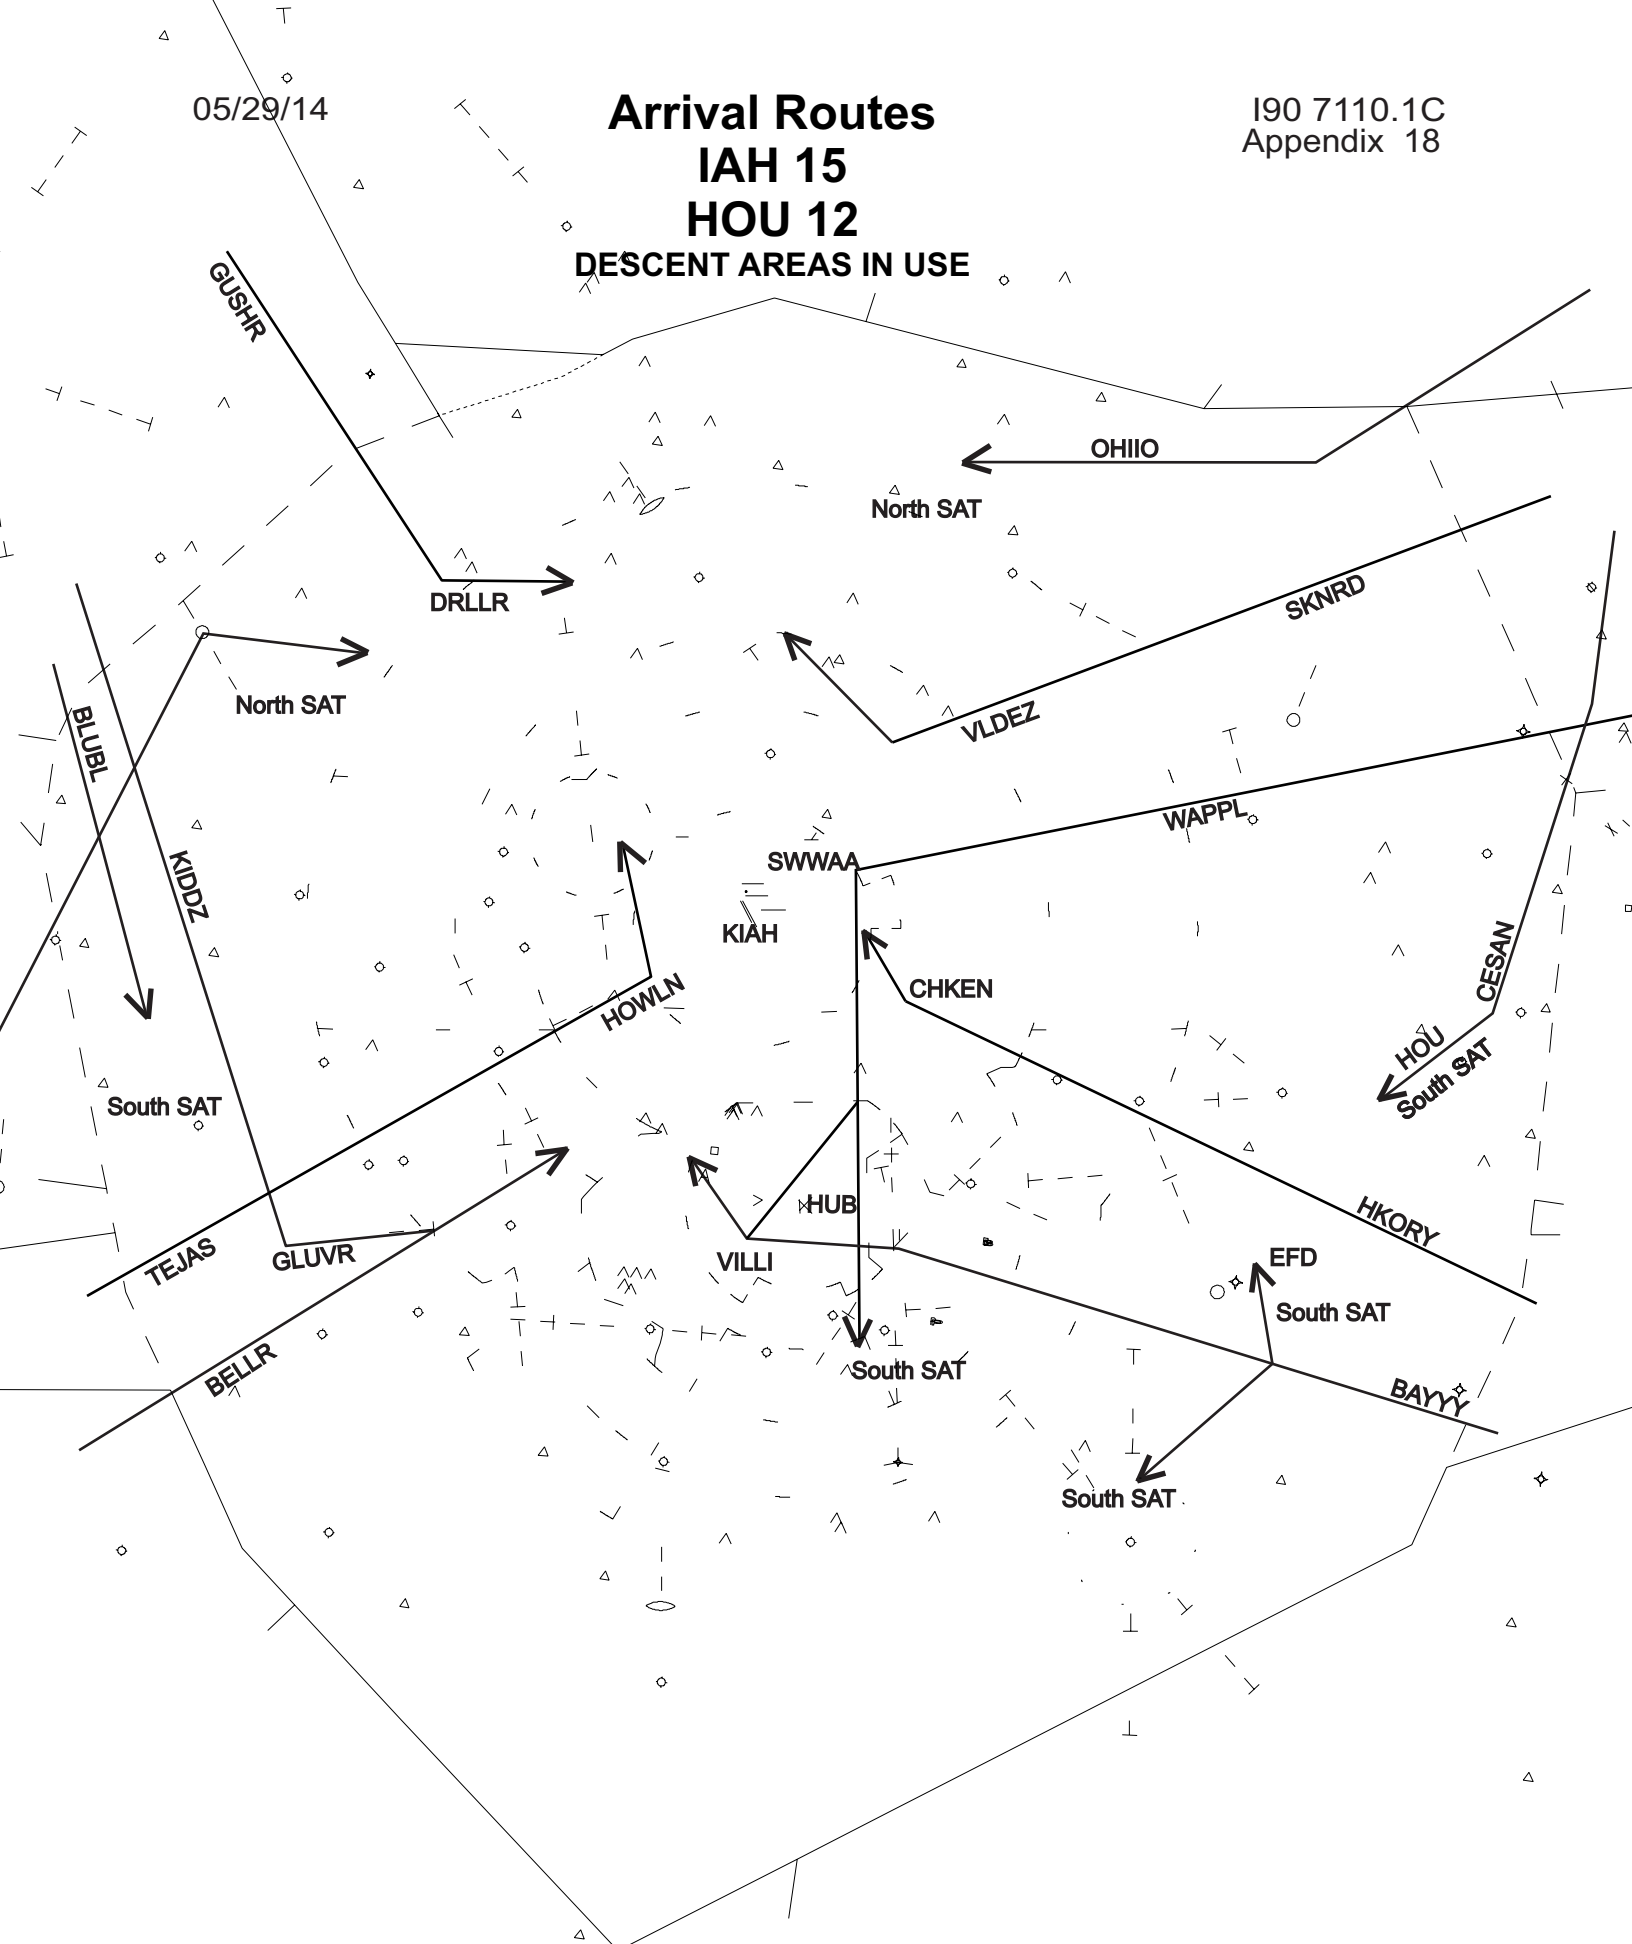 05/29/14
Arrival Routes
IAH 15
HOU 12
DESCENT AREAS IN USE
I90 7110.1C
Appendix 18
GUSHR
OHIIO
North SAT
DRLLR
SKNRD
North SAT
VLDEZ
BLUBL
WAPPL
SWWAA
KIDDZ
KIAH
CESAN
CHKEN
HOWLN
HOU
South SAT
South SAT
HUB
HKORY
TEJAS
GLUVR
VILLI
EFD
South SAT
BELLR
South SAT
BAYYY
South SAT